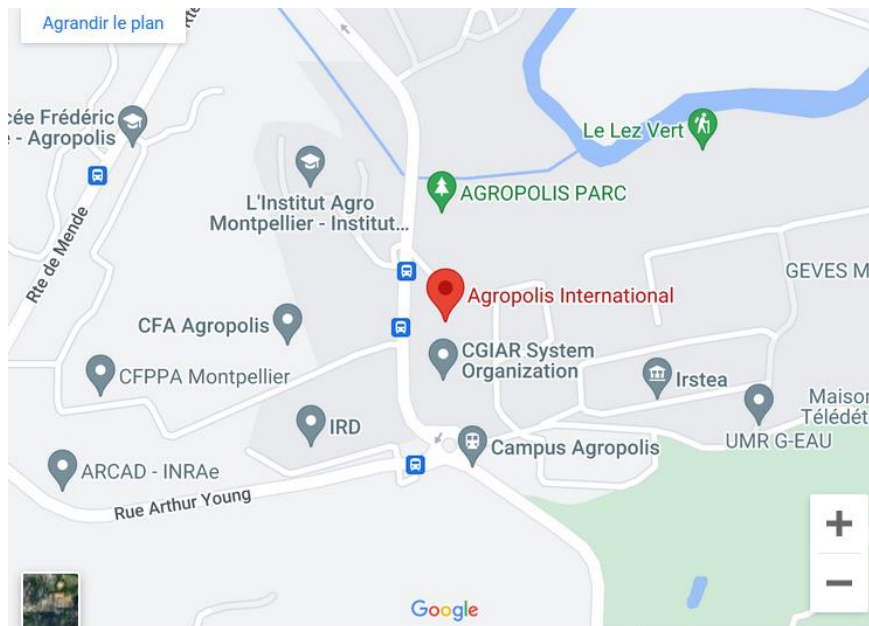 Agrandir le plan
cée Frédéric
- Agropolis
Le Lez Vert
L'Institut Agro
Montpellier - Institut...
AGROPOLIS PARC
Rte de Mende
GEVES M
Agropolis International
CFA Agropolis
CGIAR System
Organization
CFPPA Montpellier
Irstea
Maison
Télédét
IRD
UMR G-EAU
Campus Agropolis
ARCAD - INRAe
Rue Arthur Young
Google